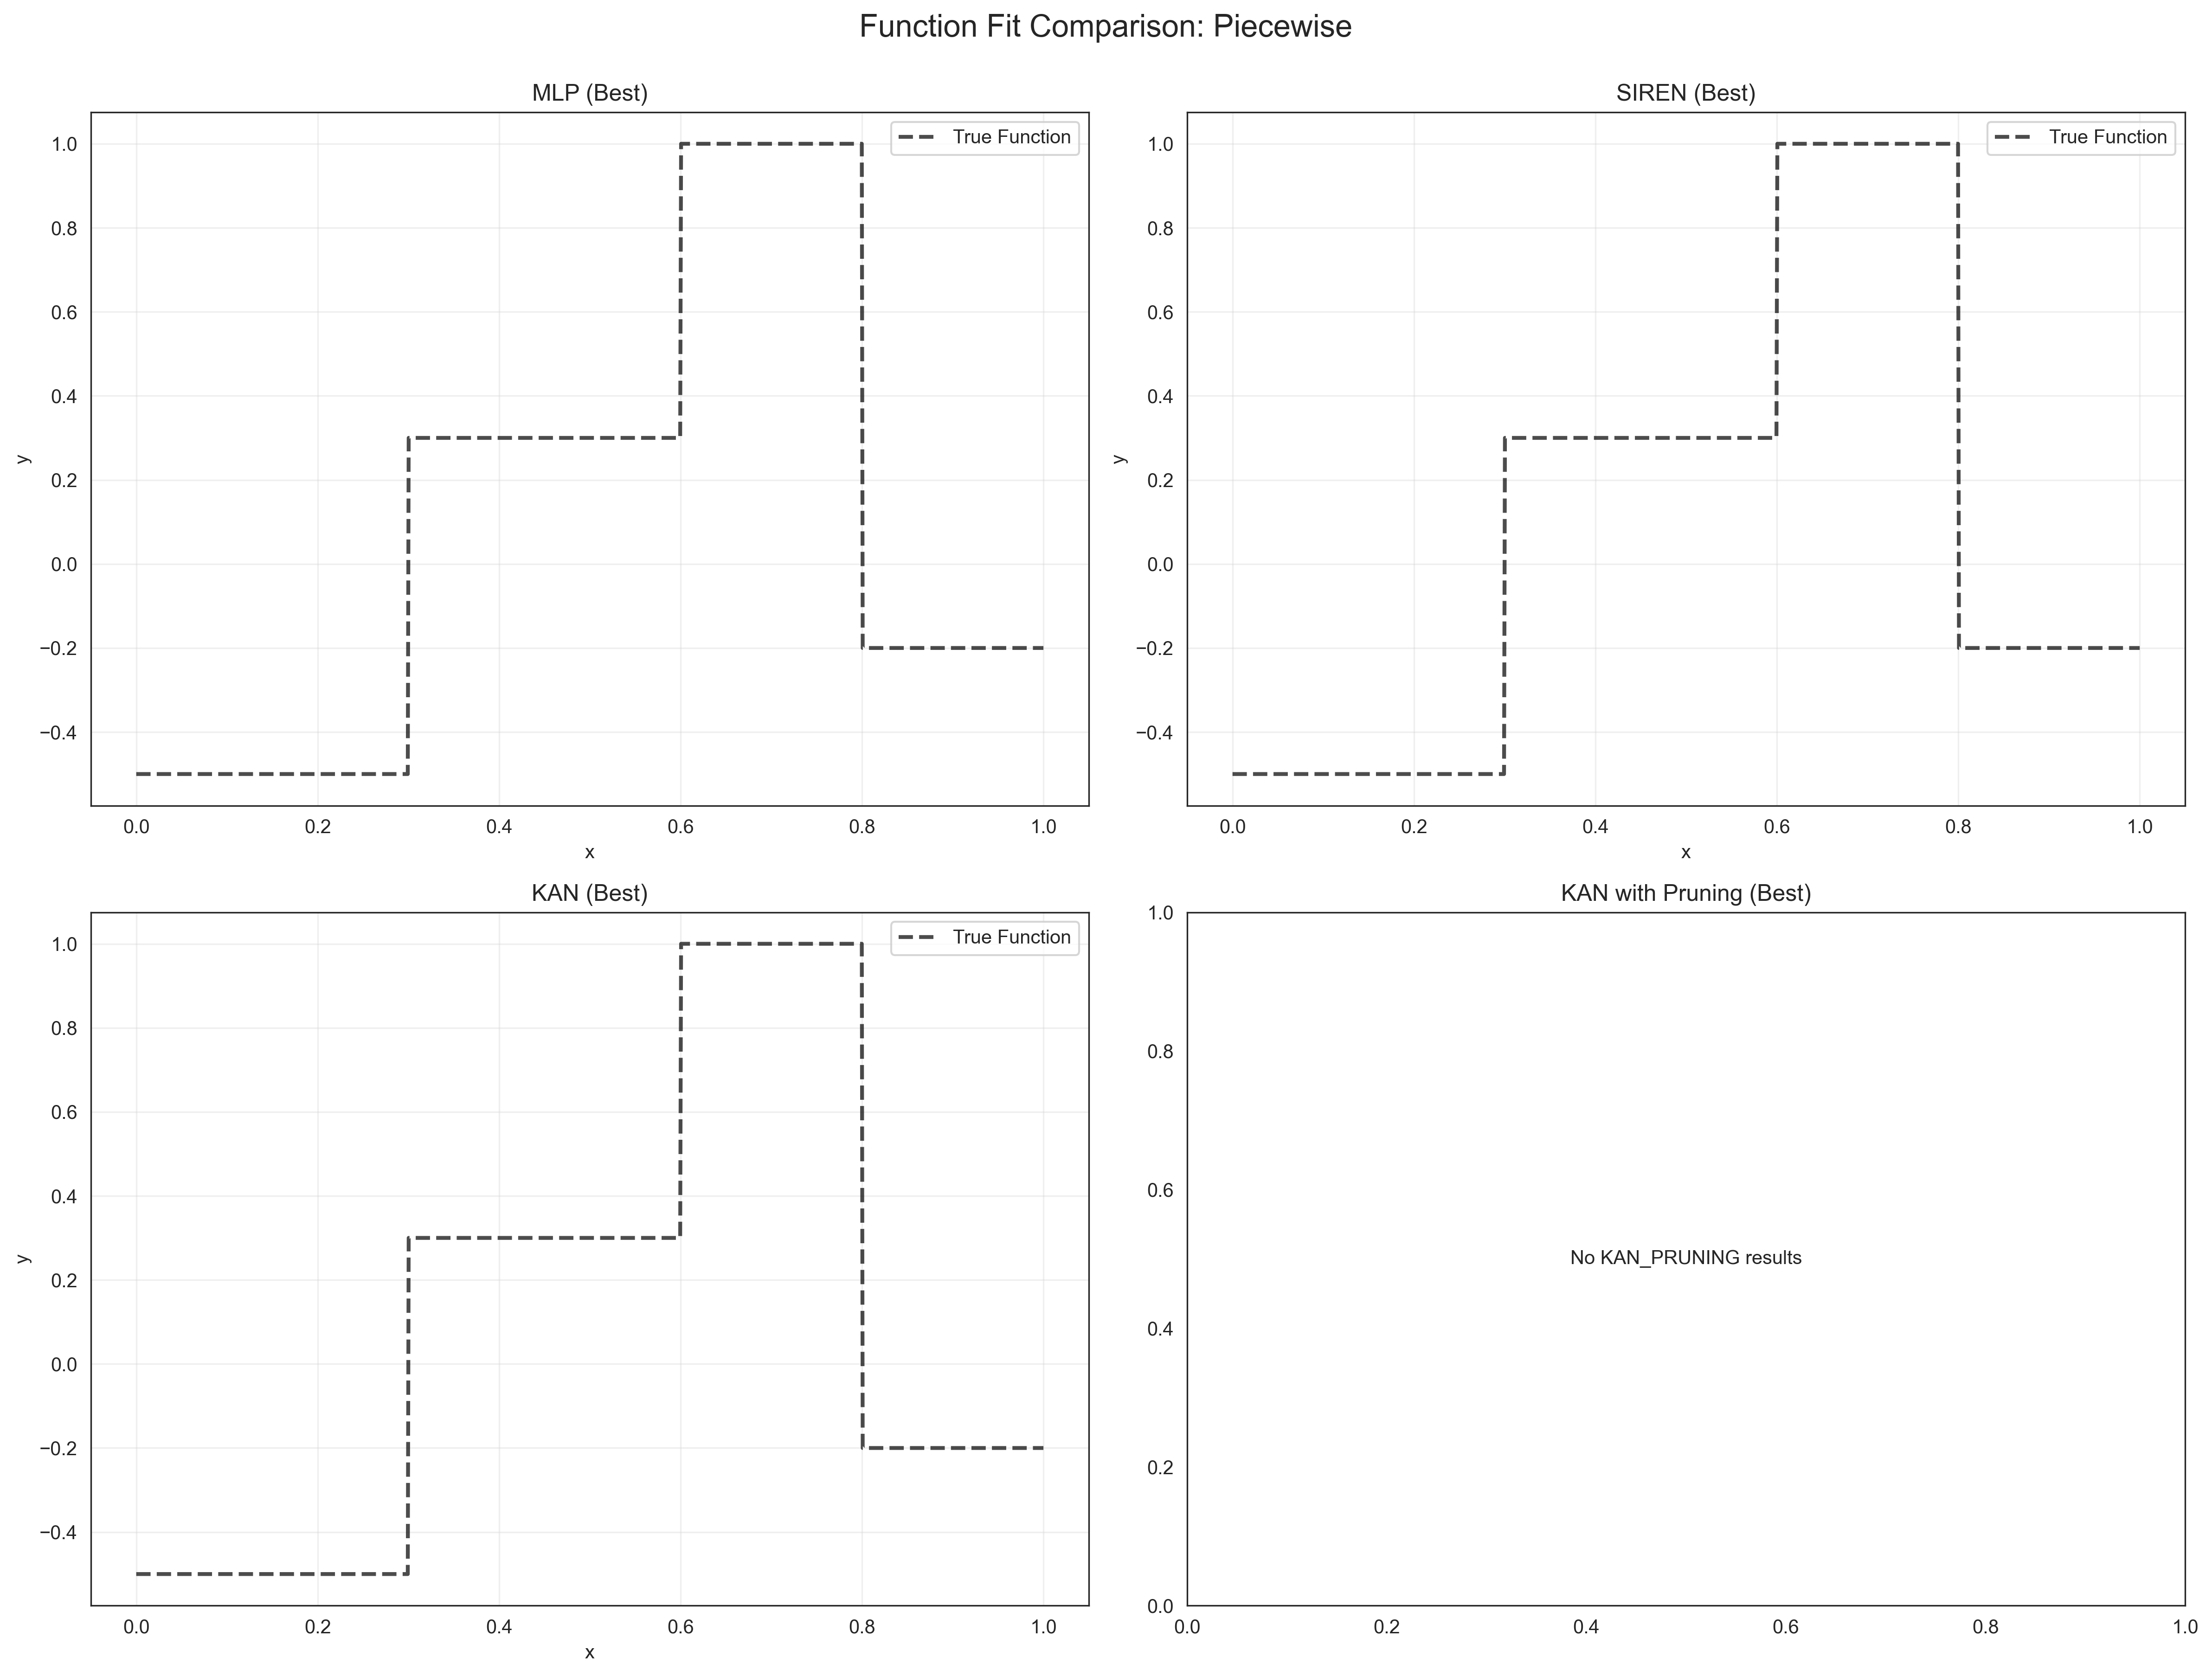 Function Fit Comparison: Piecewise
MLP (Best)
True Function
1.0
0.8
0.6
0.4
0.2
0.0
−0.2
−0.4
y
0.0 0.2 0.4 0.6 0.8 1.0
x
SIREN (Best)
True Function
1.0
0.8
0.6
0.4
0.2
0.0
−0.2
−0.4
y
0.0 0.2 0.4 0.6 0.8 1.0
x
KAN (Best)
True Function
1.0
0.8
0.6
0.4
0.2
0.0
−0.2
−0.4
y
0.0 0.2 0.4 0.6 0.8 1.0
x
KAN with Pruning (Best)
1.0
0.8
0.6
No KAN_PRUNING results
0.4
0.2
0.0
0.0 0.2 0.4 0.6 0.8 1.0